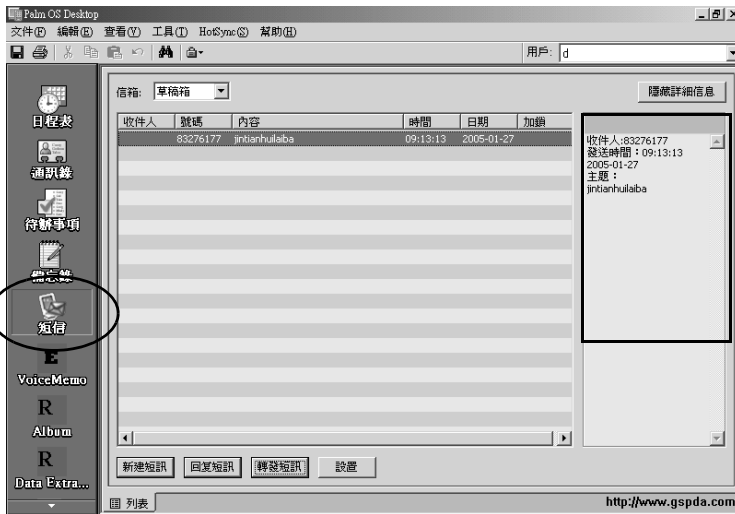 Palm OS Desktop
文件(F) 編輯(E) 查看(V) 工具(T) HotSync(S) 幫助(H)
用戶: d
日程表
通訊錄
待辦事項
備忘錄
短信
E
VoiceMemo
R
Album
R
Data Extra...
信箱: 草稿箱
隱藏詳細信息
收件人 號碼 內容 時間 日期 加鎖
83276177 jintianhuilaiba 09:13:13 2005-01-27
收件人:83276177
發送時間：09:13:13
2005-01-27
主題：
jintianhuilaiba
新建短訊 回复短訊 轉發短訊 設置
列表
http://www.gspda.com